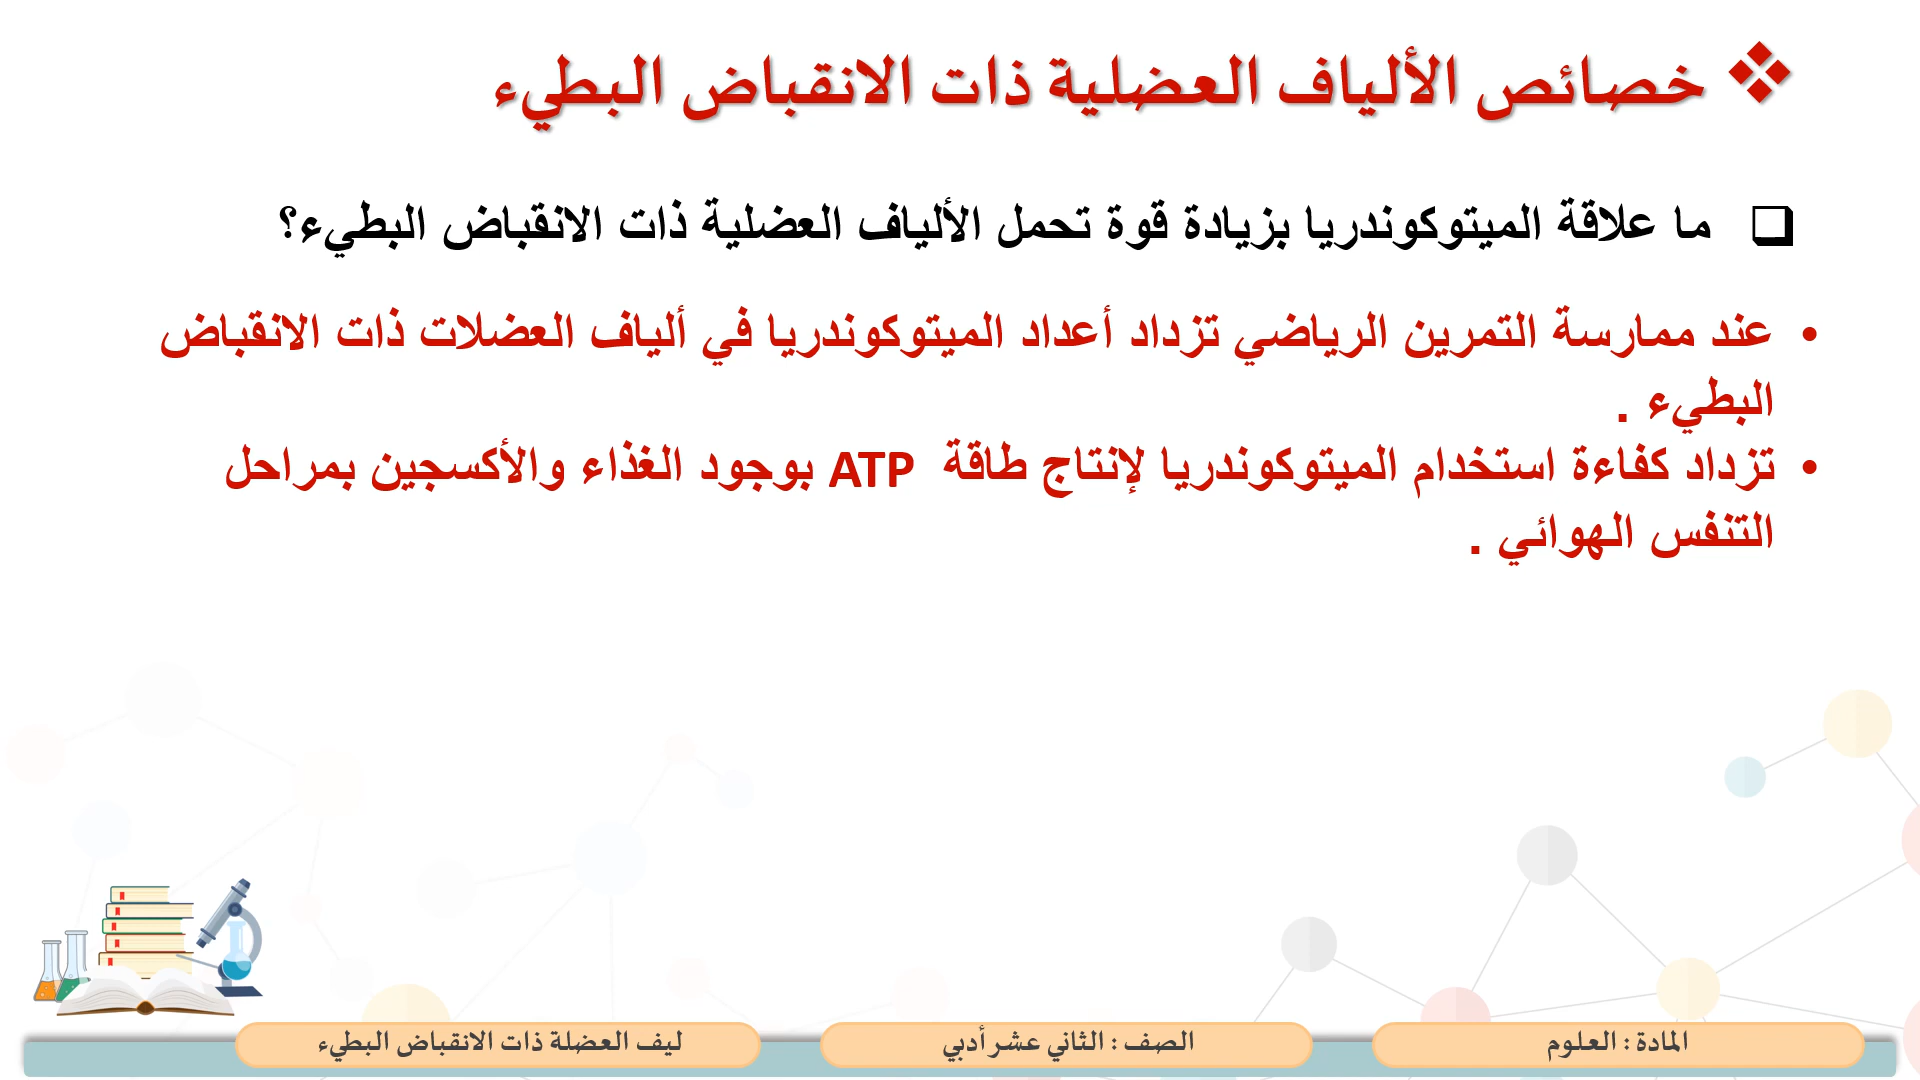 ❖ خصائص الألياف العضلية ذات الانقباض البطيء
❑ ما علاقة الميتوكوندريا بزيادة قوة تحمل الألياف العضلية ذات الانقباض البطيء؟
• عند ممارسة التمرين الرياضي تزداد أعداد الميتوكوندريا في ألياف العضلات ذات الانقباض
البطيء .
• تزداد كفاءة استخدام الميتوكوندريا لإنتاج طاقة ATP بوجود الغذاء والأكسجين بمراحل
التنفس الهوائي .
المادة : العلوم
الصف : الثاني عشر أدبي
ليف العضلة ذات الانقباض البطيء